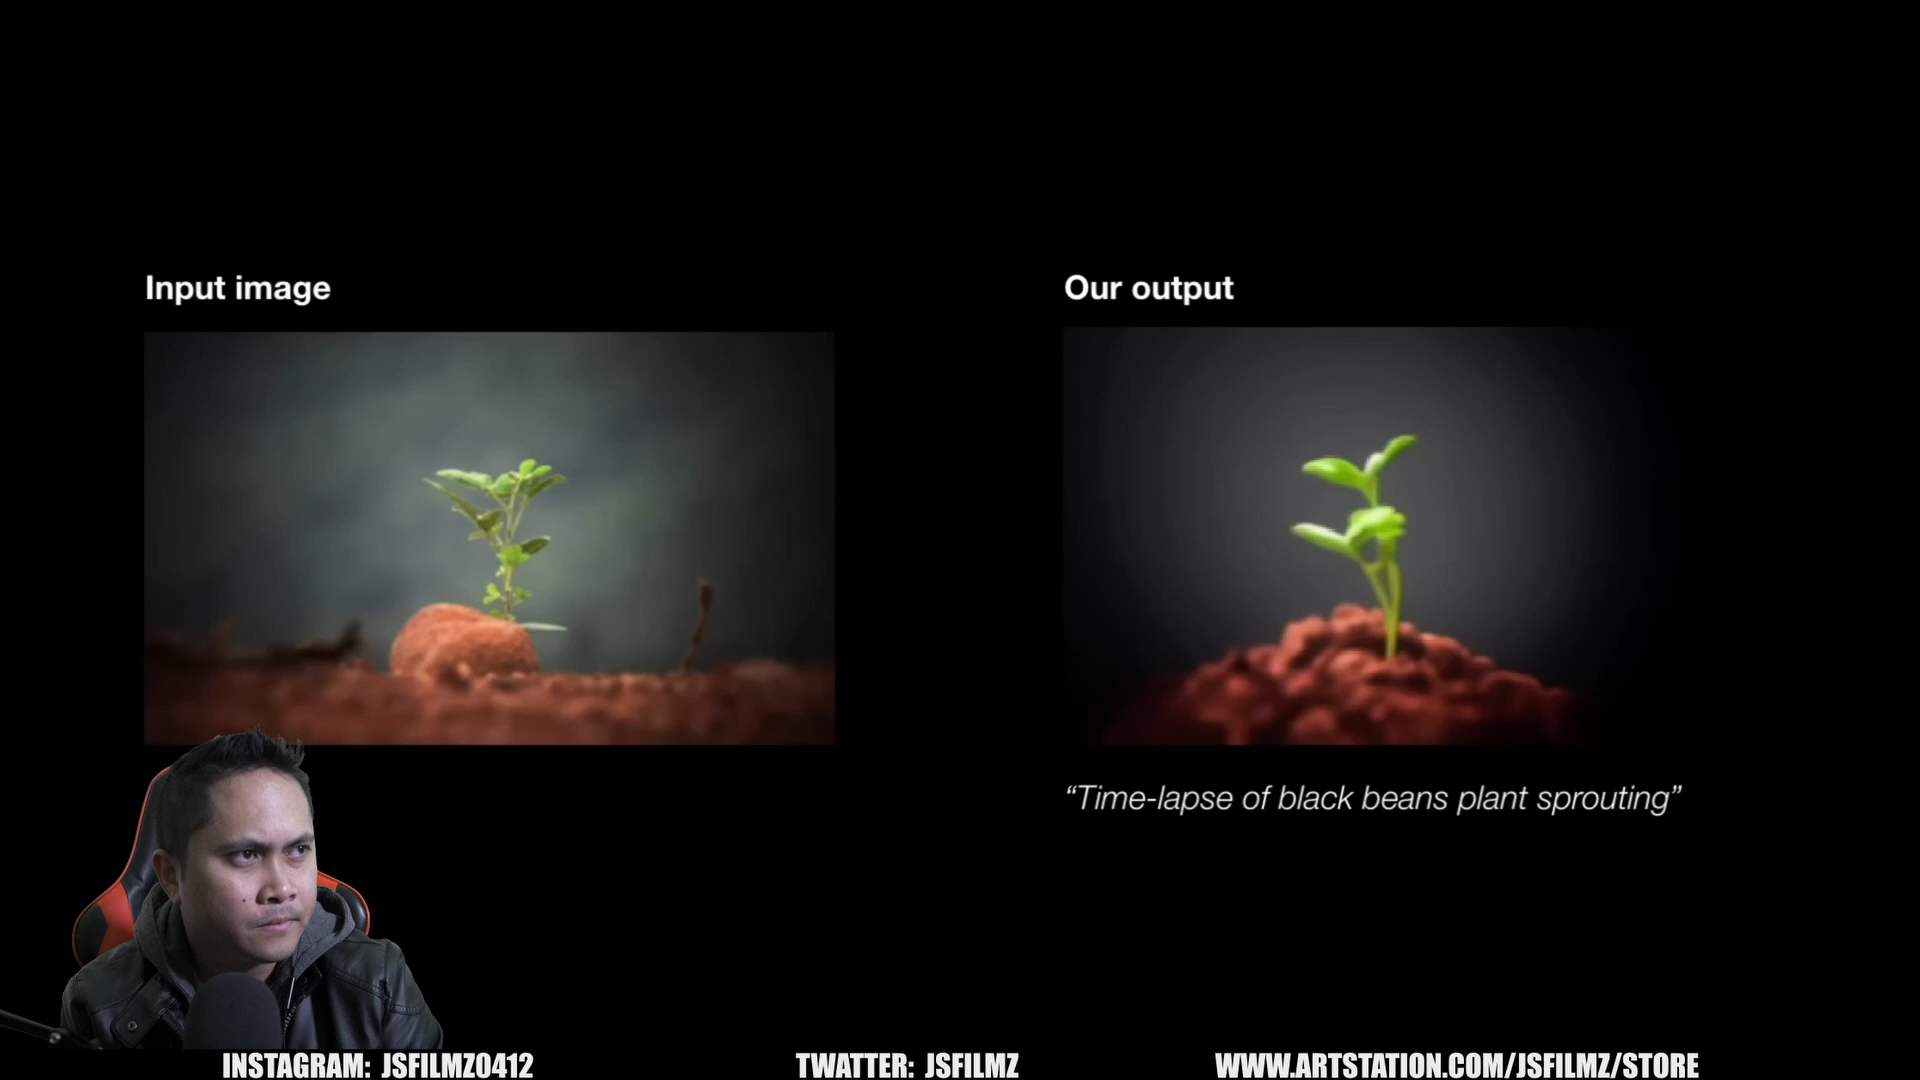 Input image
Our output
“Time-lapse of black beans plant sprouting”
INSTAGRAM: JSFILMZ0412
TWATTER: JSFILMZ
WWW.ARTSTATION.COM/JSFILMZ/STORE